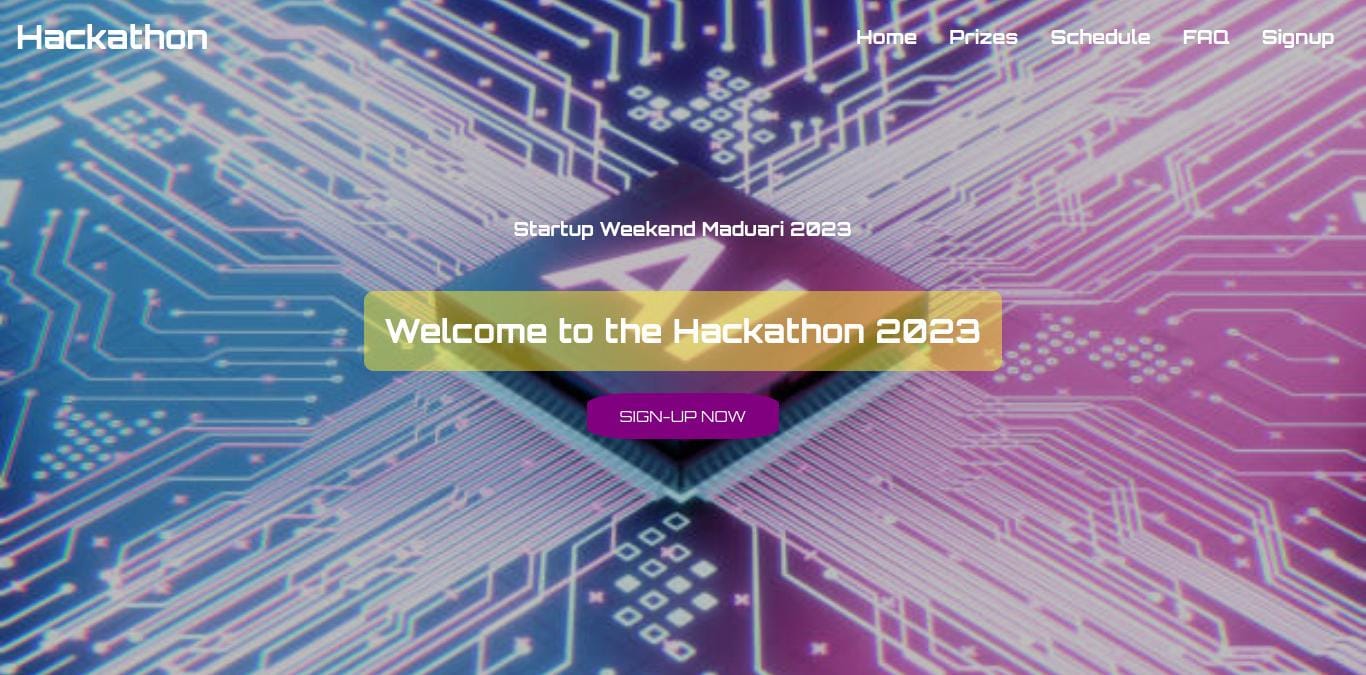 Hackathon
Home Prizes Schedule FAQ Signup
Startup Weekend Maduari 2023
AI
Welcome to the Hackathon 2023
SIGN-UP NOW